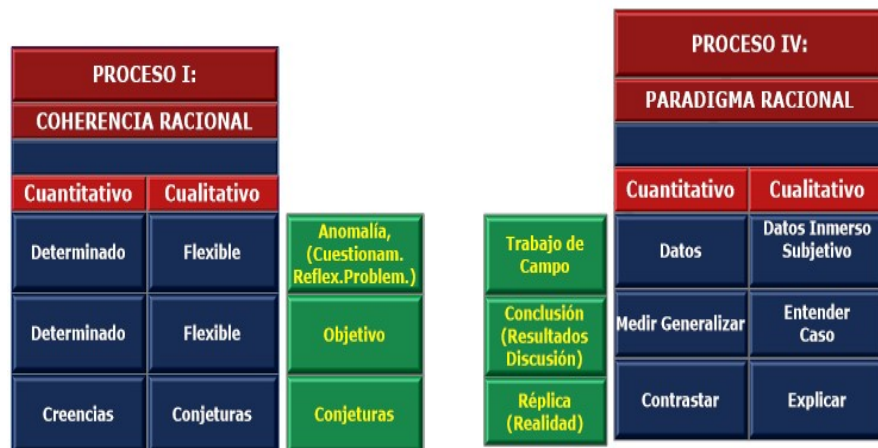 PROCESO I:
COHERENCIA RACIONAL
Cuantitativo
Cualitativo
Determinado
Flexible
Anomalía,
(Cuestionam.
Reflex.Problem.)
Determinado
Flexible
Objetivo
Creencias
Conjeturas
Conjeturas
PROCESO IV:
PARADIGMA RACIONAL
Cuantitativo
Cualitativo
Trabajo de
Campo
Datos
Datos Inmerso
Subjetivo
Conclusión
(Resultados
Discusión)
Medir Generalizar
Entender
Caso
Réplica
(Realidad)
Contrastar
Explicar